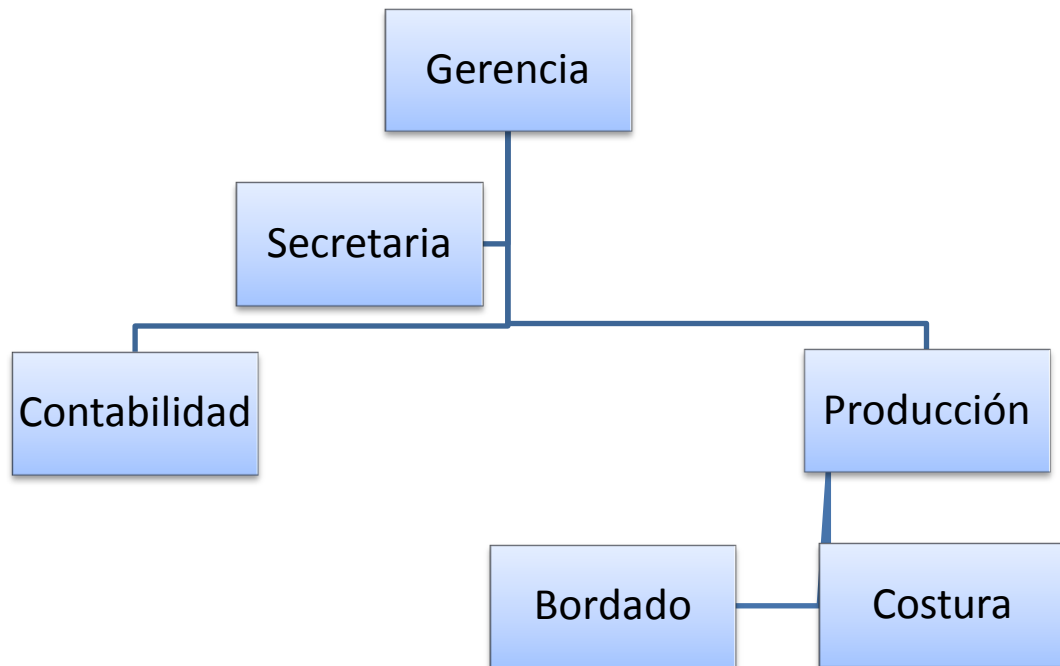 Gerencia
Secretaria
Contabilidad
Producción
Bordado
Costura